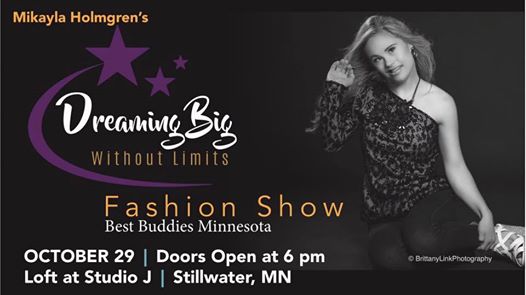 Mikayla Holmgren's
Dreaming Big
Without Limits
Fashion Show
Best Buddies Minnesota
OCTOBER 29 | Doors Open at 6 pm
Loft at Studio J | Stillwater, MN
© BrittanyLinkPhotography